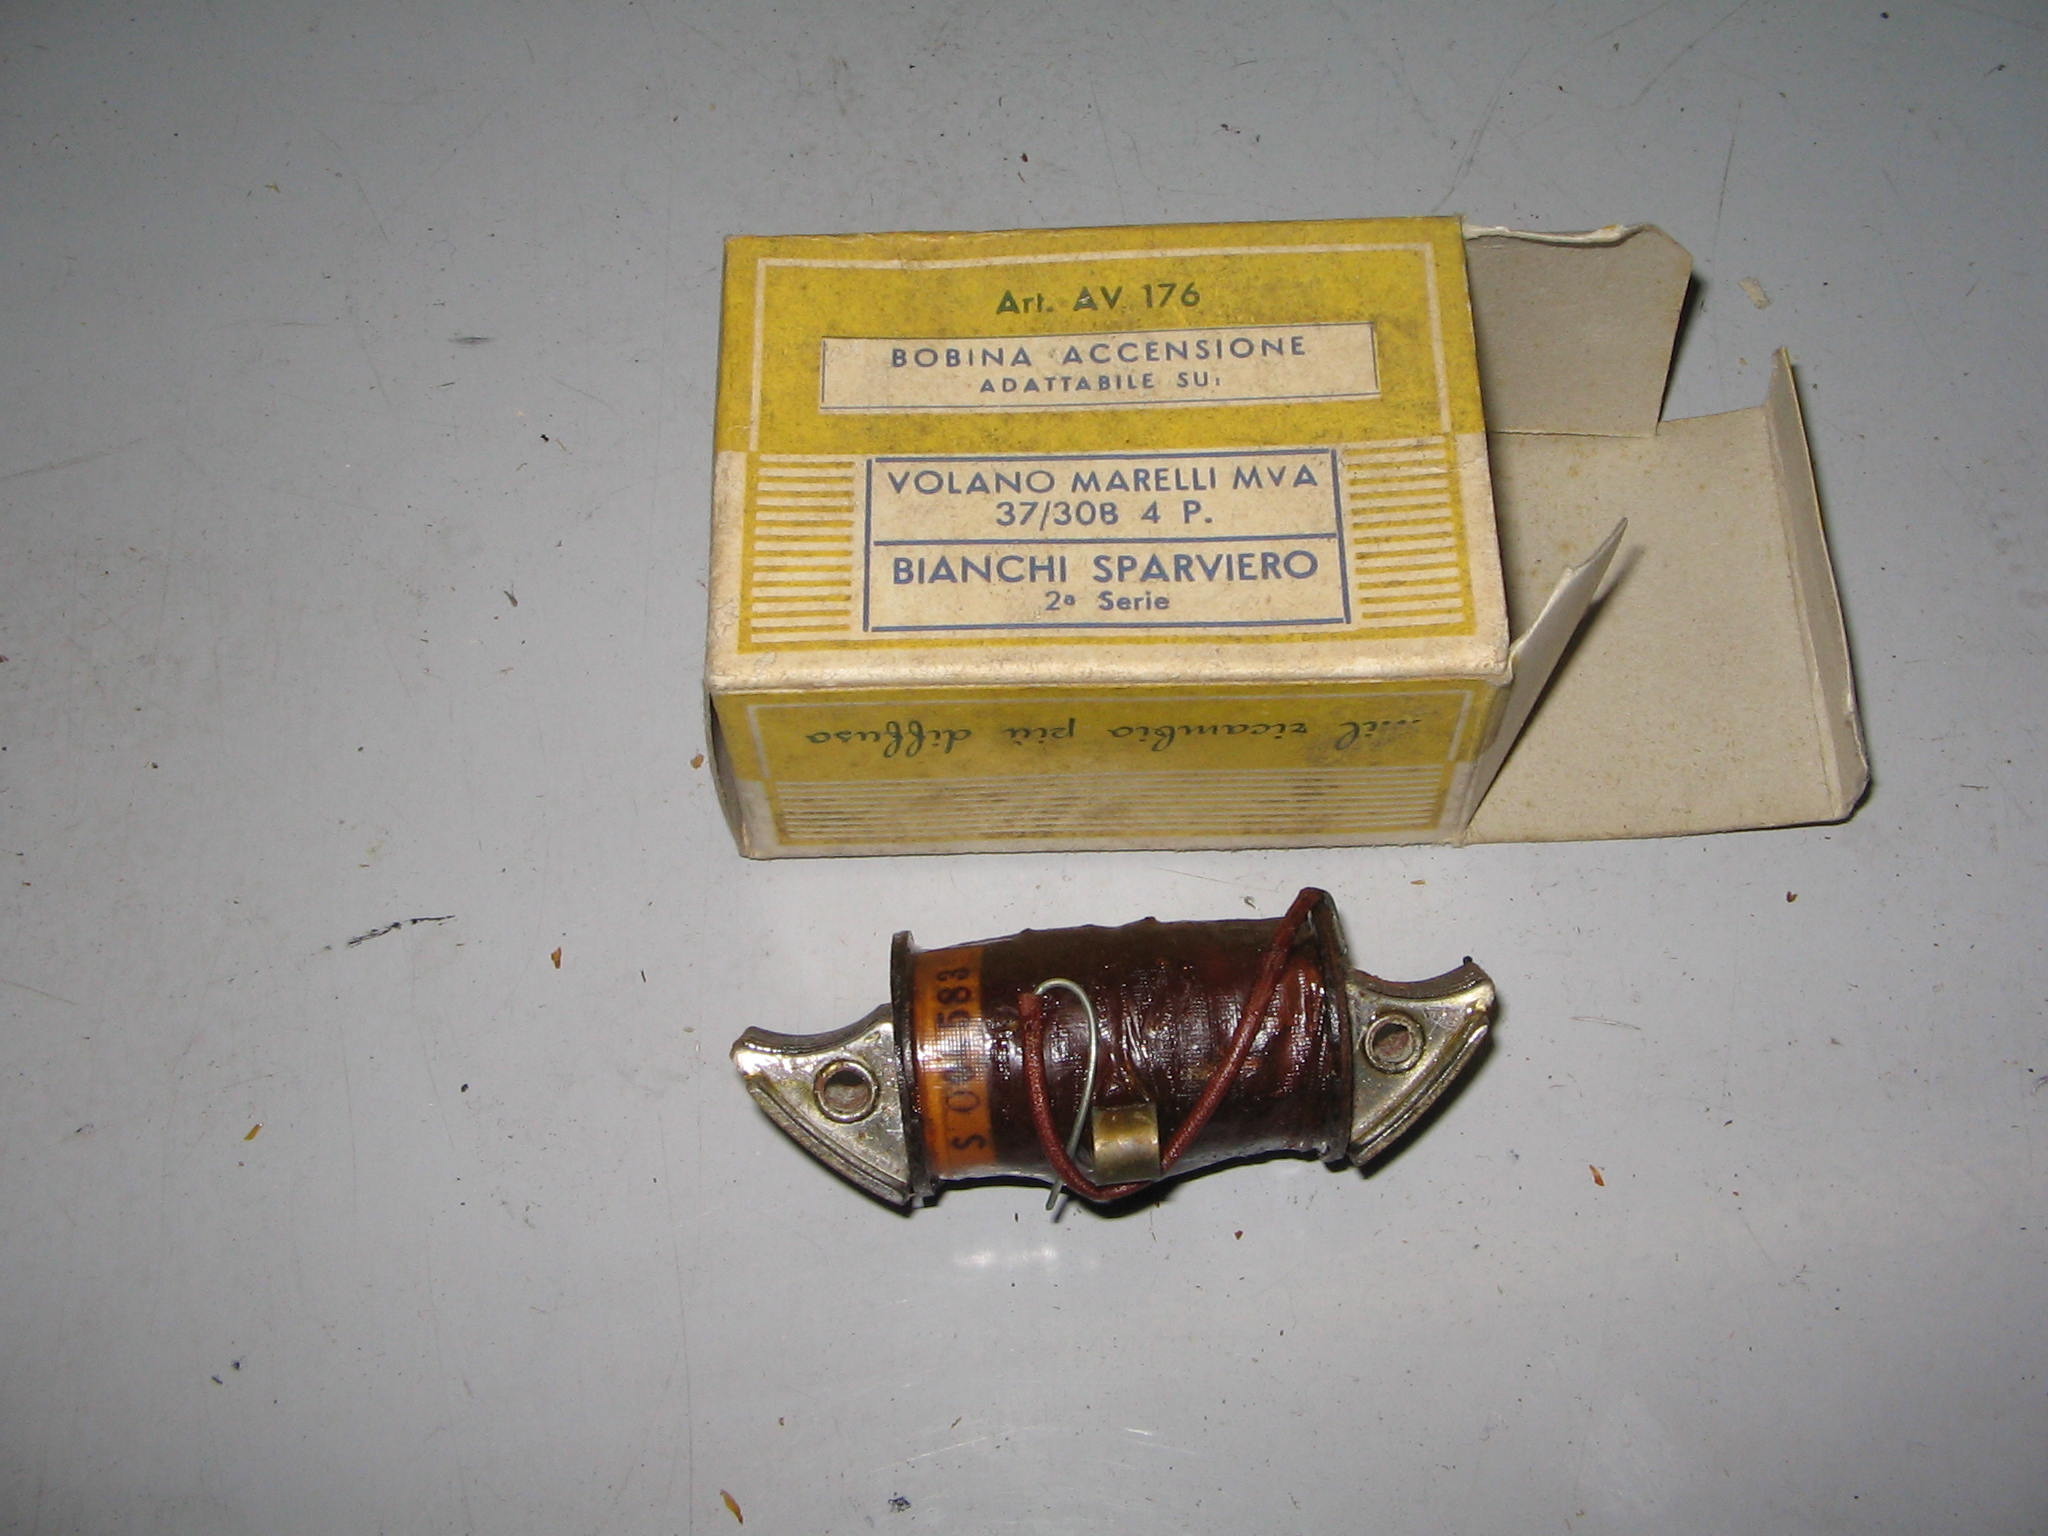 Art. AV 176
BOBINA ACCENSIONE
ADATTABILE SU:
VOLANO MARELLI MVA
37/30B 4 P.
BIANCHI SPARVIERO
2a Serie
...il ricambio più diffuso
S 583